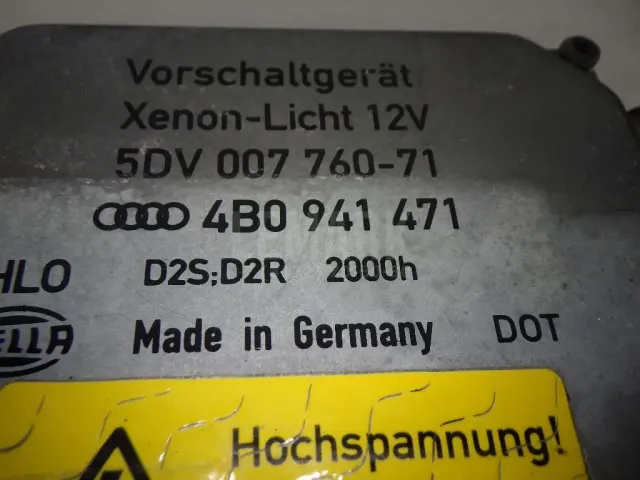 Vorschaltgerät
Xenon-Licht 12V
5DV 007 760-71
4B0 941 471
HLO D2S;D2R 2000h
ELLA Made in Germany DOT
Hochspannung!